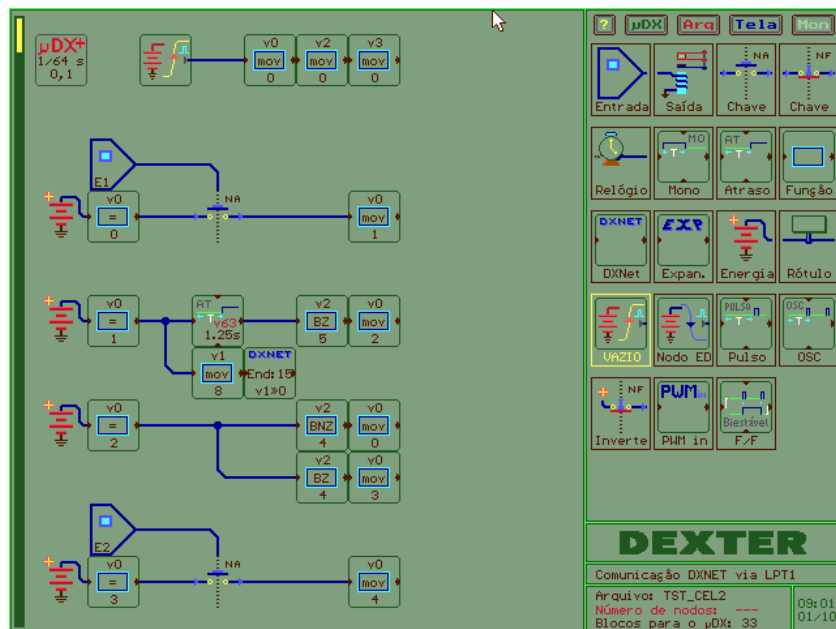 µDX+
1/64 s
0,1
v0 v2 v3
mov mov mov
0 0 0
E1
v0 NA v0
= mov
0 1
v0 AT v2 v0
= T v63 BZ mov
1 1.25s 5 2
v1 DXNET
mov End: 15
8 v1»0
v0 v2 v0
= BNZ mov
2 4 0
v2 v0
BZ mov
4 3
E2
v0 NA v0
= mov
3 4
? µDX Arq Tela Mon
NA NF
Entrada Saída Chave Chave
MO AT
T T
Relógio Mono Atraso Função
DXNET EXP
DXNet Expan. Energia Rótulo
PULSO OSC
T T
VAZIO Nodo ED Pulso OSC
NF PWM IN Biestável
Inverte PWM in F/F
DEXTER
Comunicação DXNET via LPT1
Arquivo: TST_CEL2
Número de nodos: ---
Blocos para o µDX: 33
09:01
01/10